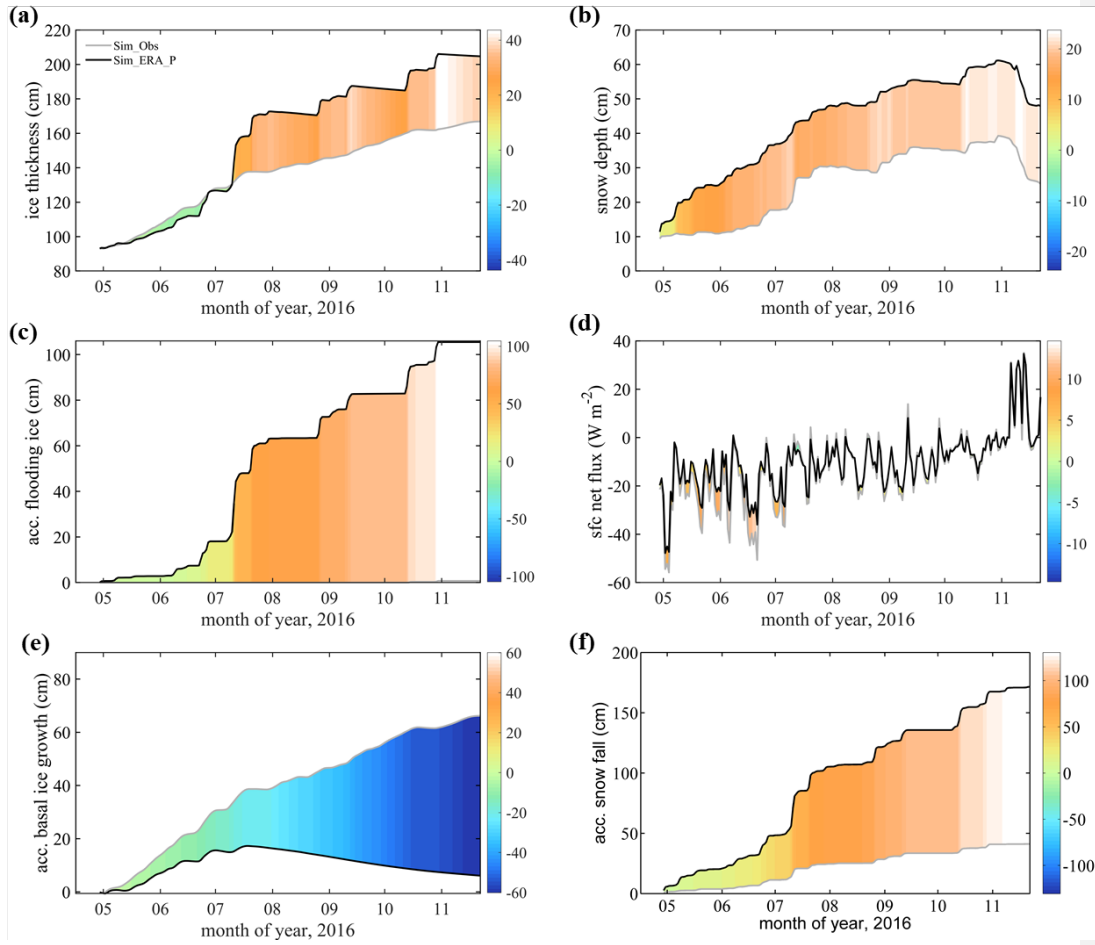 (a)
220
200
180
160
140
120
100
80
ice thickness (cm)
Sim_Obs
Sim_ERA_P
05 06 07 08 09 10 11
month of year, 2016
40
20
0
-20
-40
(b)
70
60
50
40
30
20
10
0
snow depth (cm)
05 06 07 08 09 10 11
month of year, 2016
20
10
0
-10
-20
(c)
100
80
60
40
20
0
acc. flooding ice (cm)
05 06 07 08 09 10 11
month of year, 2016
100
50
0
-50
-100
(d)
40
20
0
-20
-40
-60
sfc net flux (W m-2)
05 06 07 08 09 10 11
month of year, 2016
10
5
0
-5
-10
(e)
80
60
40
20
0
acc. basal ice growth (cm)
05 06 07 08 09 10 11
month of year, 2016
60
40
20
0
-20
-40
-60
(f)
200
150
100
50
0
acc. snow fall (cm)
05 06 07 08 09 10 11
month of year, 2016
100
50
0
-50
-100